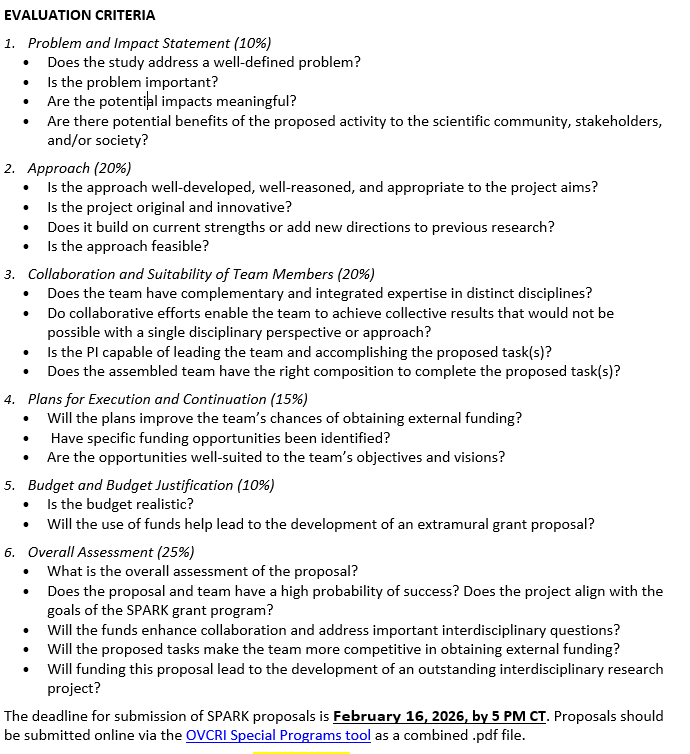 EVALUATION CRITERIA
1. Problem and Impact Statement (10%)
• Does the study address a well-defined problem?
• Is the problem important?
• Are the potential impacts meaningful?
• Are there potential benefits of the proposed activity to the scientific community, stakeholders,
and/or society?
2. Approach (20%)
• Is the approach well-developed, well-reasoned, and appropriate to the project aims?
• Is the project original and innovative?
• Does it build on current strengths or add new directions to previous research?
• Is the approach feasible?
3. Collaboration and Suitability of Team Members (20%)
• Does the team have complementary and integrated expertise in distinct disciplines?
• Do collaborative efforts enable the team to achieve collective results that would not be
possible with a single disciplinary perspective or approach?
• Is the PI capable of leading the team and accomplishing the proposed task(s)?
• Does the assembled team have the right composition to complete the proposed task(s)?
4. Plans for Execution and Continuation (15%)
• Will the plans improve the team's chances of obtaining external funding?
• Have specific funding opportunities been identified?
• Are the opportunities well-suited to the team's objectives and visions?
5. Budget and Budget Justification (10%)
• Is the budget realistic?
• Will the use of funds help lead to the development of an extramural grant proposal?
6. Overall Assessment (25%)
• What is the overall assessment of the proposal?
• Does the proposal and team have a high probability of success? Does the project align with the
goals of the SPARK grant program?
• Will the funds enhance collaboration and address important interdisciplinary questions?
• Will the proposed tasks make the team more competitive in obtaining external funding?
• Will funding this proposal lead to the development of an outstanding interdisciplinary research
project?
The deadline for submission of SPARK proposals is February 16, 2026, by 5 PM CT. Proposals should
be submitted online via the OVCRI Special Programs tool as a combined .pdf file.